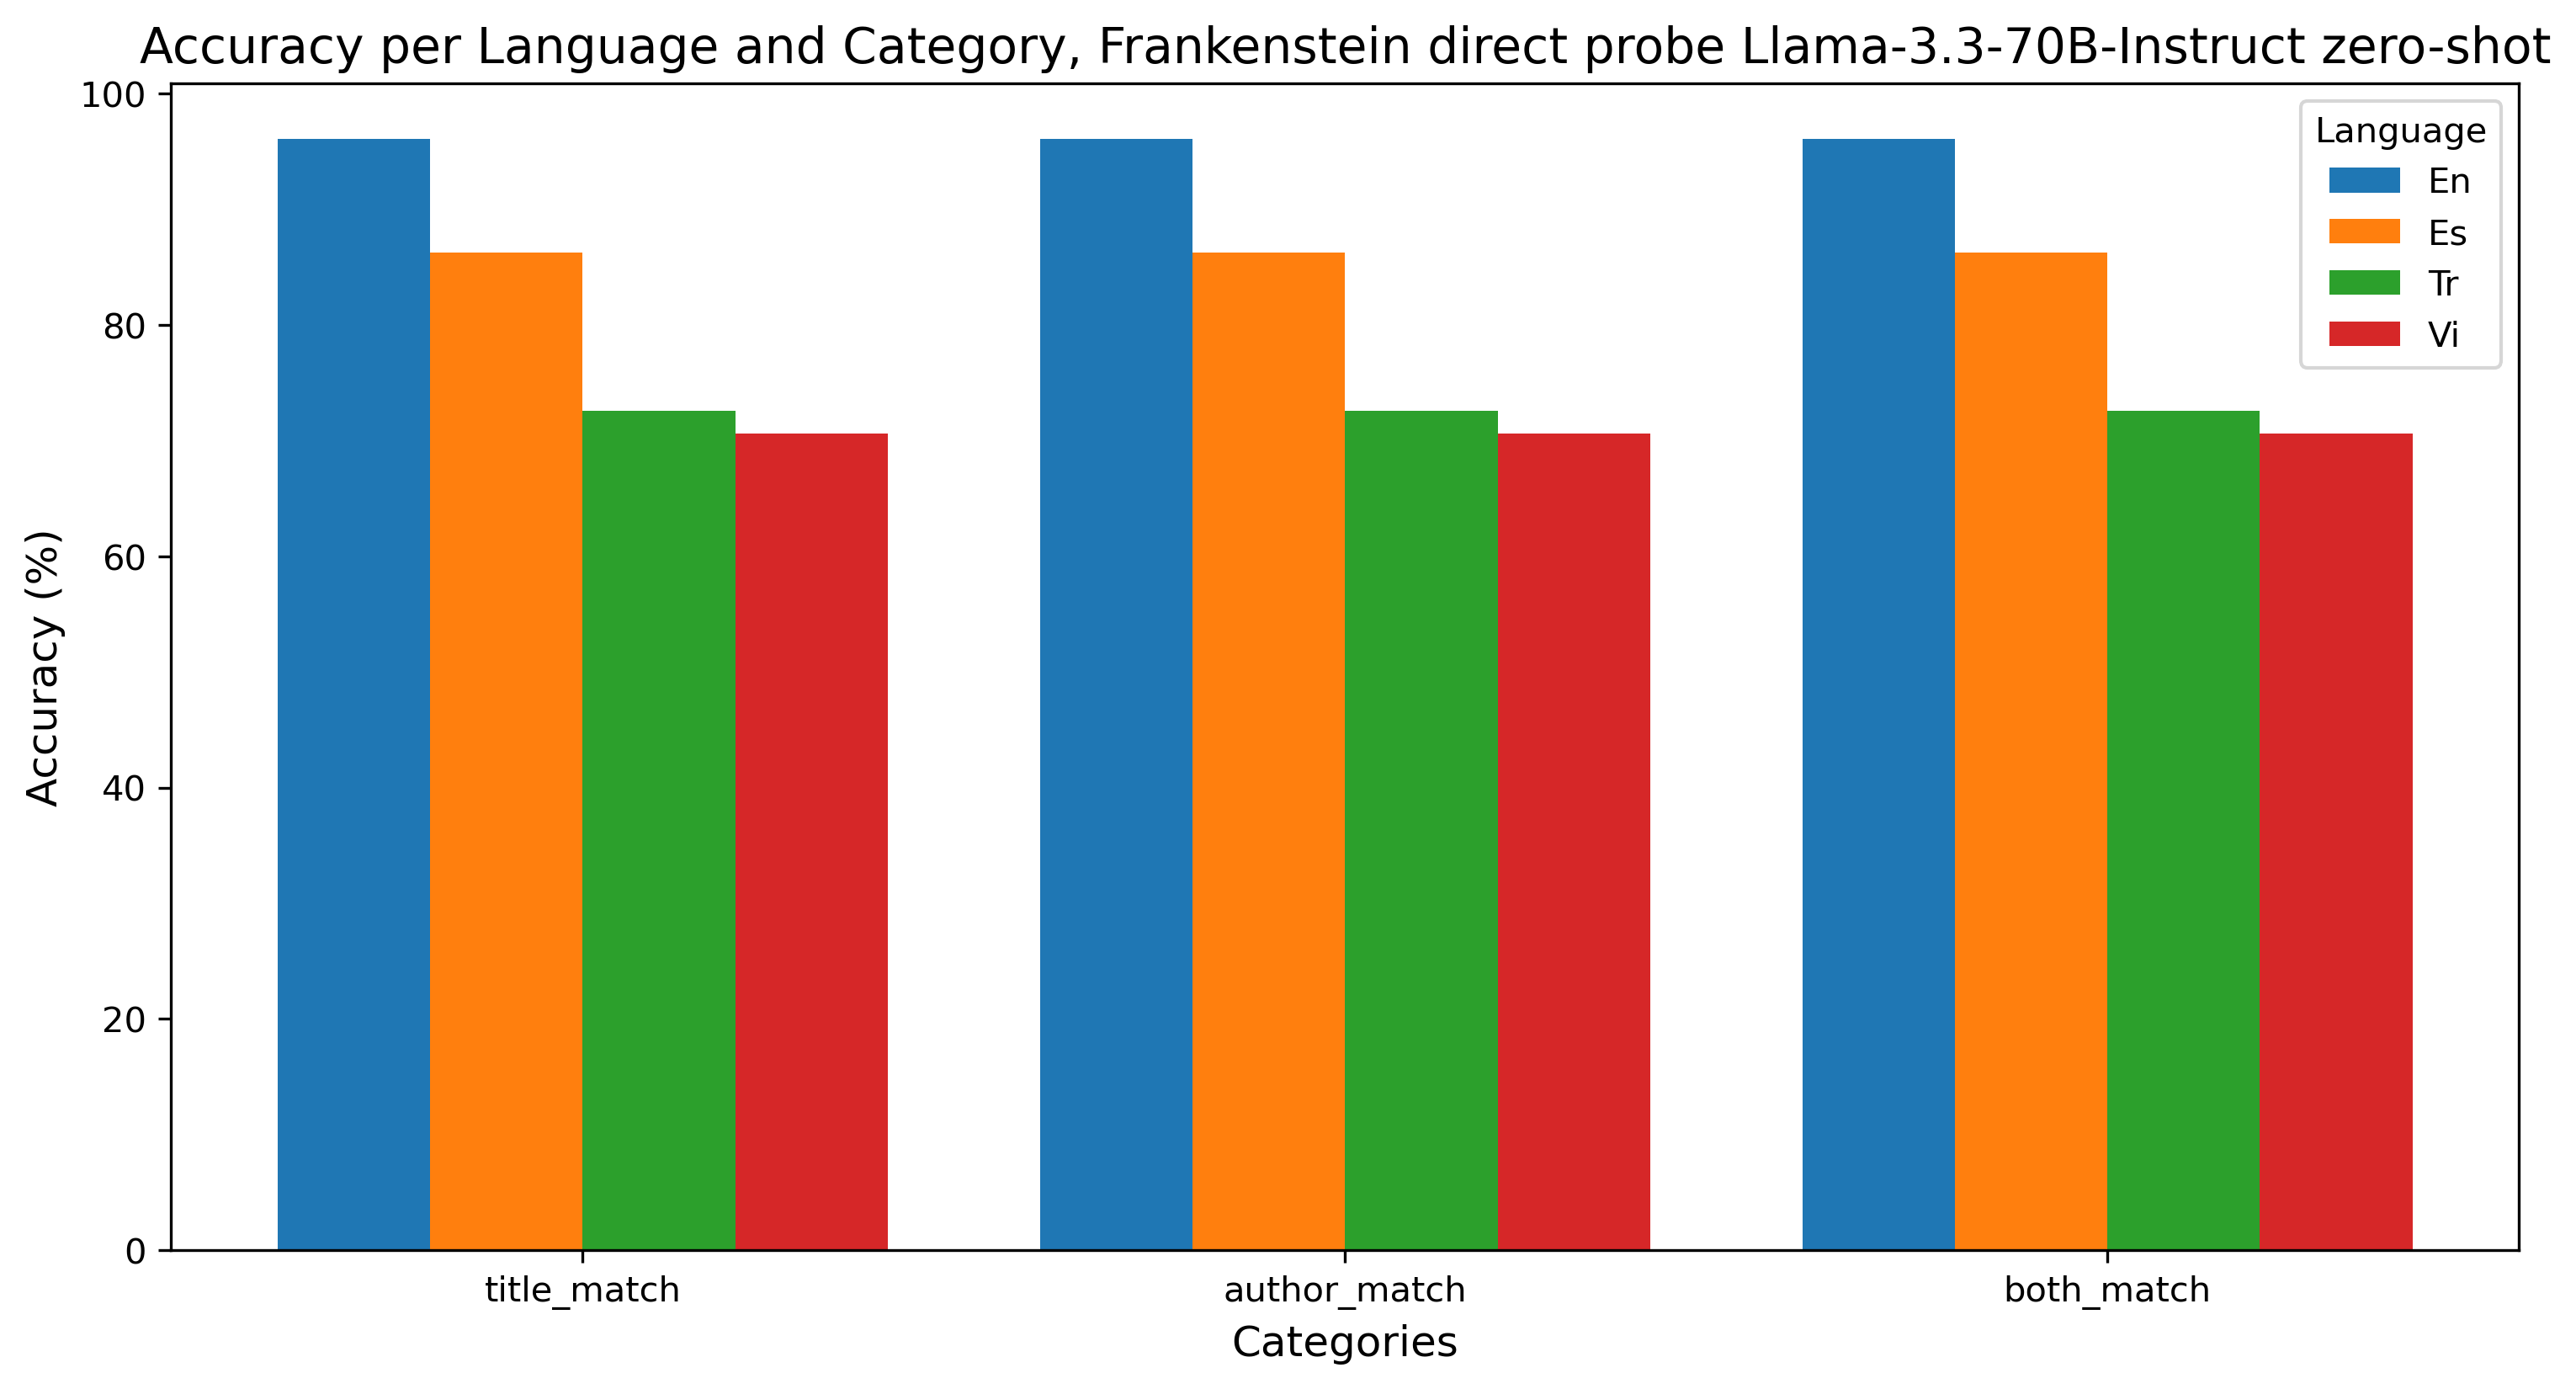 Accuracy per Language and Category, Frankenstein direct probe Llama-3.3-70B-Instruct zero-shot
100
80
60
40
20
0
Accuracy (%)
Language
En
Es
Tr
Vi
title_match
author_match
both_match
Categories